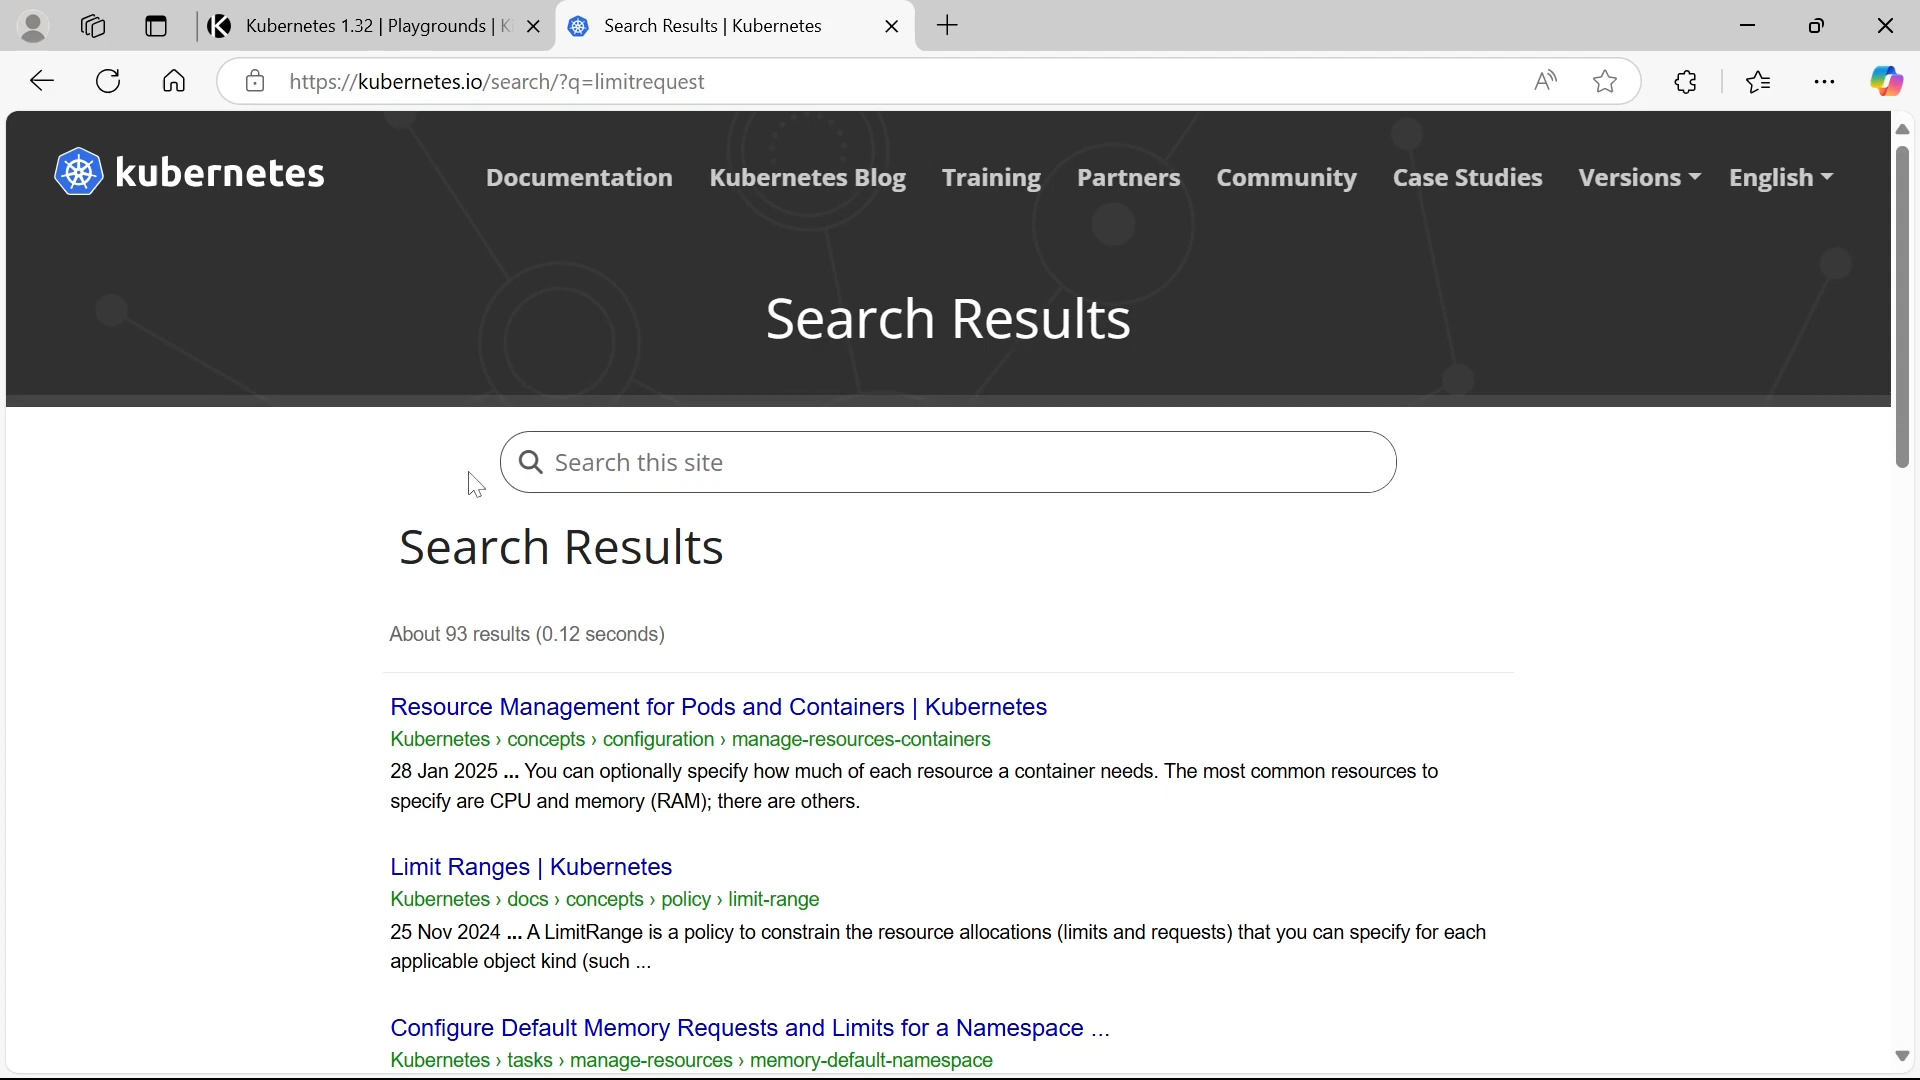 Kubernetes 1.32 | Playgrounds | Ki
Search Results | Kubernetes
https://kubernetes.io/search/?q=limitrequest
kubernetes
Documentation
Kubernetes Blog
Training
Partners
Community
Case Studies
Versions
English
Search Results
Search this site
Search Results
About 93 results (0.12 seconds)
Resource Management for Pods and Containers | Kubernetes
Kubernetes › concepts › configuration › manage-resources-containers
28 Jan 2025 ... You can optionally specify how much of each resource a container needs. The most common resources to
specify are CPU and memory (RAM); there are others.
Limit Ranges | Kubernetes
Kubernetes › docs › concepts › policy › limit-range
25 Nov 2024 ... A LimitRange is a policy to constrain the resource allocations (limits and requests) that you can specify for each
applicable object kind (such ...
Configure Default Memory Requests and Limits for a Namespace ...
Kubernetes › tasks › manage-resources › memory-default-namespace